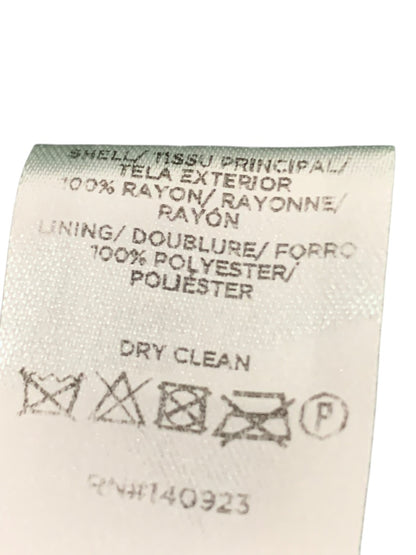 SHELL/ TISSU PRINCIPAL/
TELA EXTERIOR
100% RAYON/ RAYONNE/
RAYÓN
LINING/ DOUBLURE/ FORRO
100% POLYESTER/
POLIÉSTER
DRY CLEAN
P
RN#140923